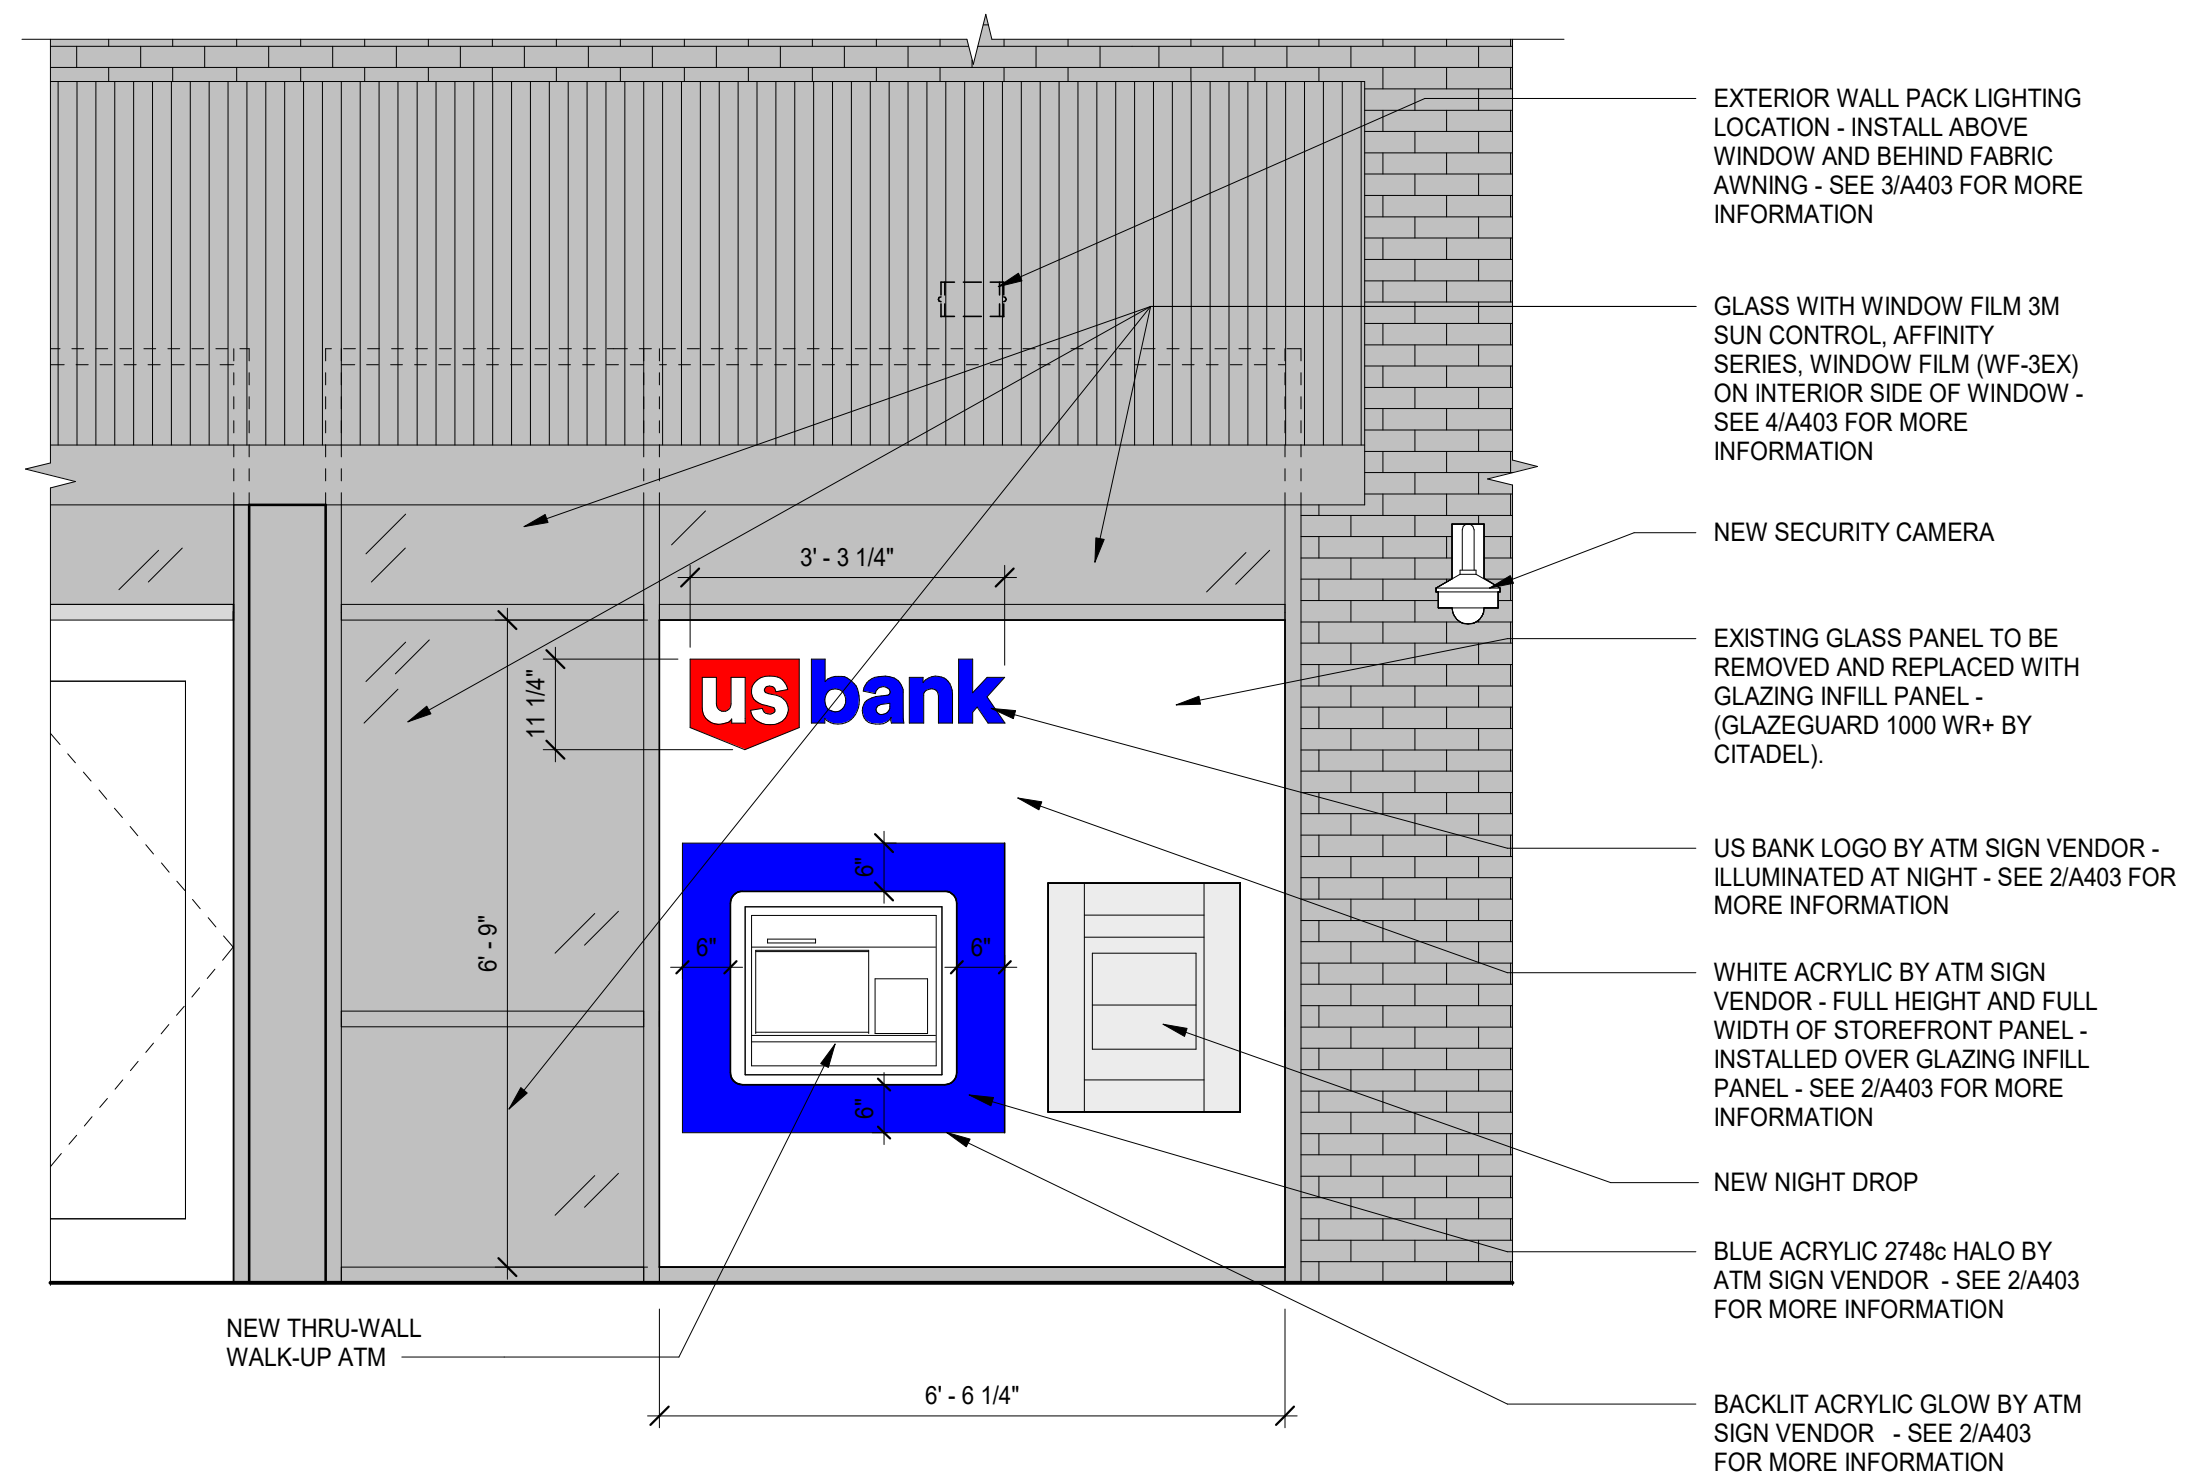 EXTERIOR WALL PACK LIGHTING
LOCATION - INSTALL ABOVE
WINDOW AND BEHIND FABRIC
AWNING - SEE 3/A403 FOR MORE
INFORMATION
GLASS WITH WINDOW FILM 3M
SUN CONTROL, AFFINITY
SERIES, WINDOW FILM (WF-3EX)
ON INTERIOR SIDE OF WINDOW -
SEE 4/A403 FOR MORE
INFORMATION
NEW SECURITY CAMERA
3' - 3 1/4"
11 1/4"
us bank
EXISTING GLASS PANEL TO BE
REMOVED AND REPLACED WITH
GLAZING INFILL PANEL -
(GLAZEGUARD 1000 WR+ BY
CITADEL).
US BANK LOGO BY ATM SIGN VENDOR -
ILLUMINATED AT NIGHT - SEE 2/A403 FOR
MORE INFORMATION
6"
6' - 9"
6"
6"
6"
WHITE ACRYLIC BY ATM SIGN
VENDOR - FULL HEIGHT AND FULL
WIDTH OF STOREFRONT PANEL -
INSTALLED OVER GLAZING INFILL
PANEL - SEE 2/A403 FOR MORE
INFORMATION
NEW NIGHT DROP
BLUE ACRYLIC 2748c HALO BY
ATM SIGN VENDOR - SEE 2/A403
FOR MORE INFORMATION
NEW THRU-WALL
WALK-UP ATM
6' - 6 1/4"
BACKLIT ACRYLIC GLOW BY ATM
SIGN VENDOR - SEE 2/A403
FOR MORE INFORMATION